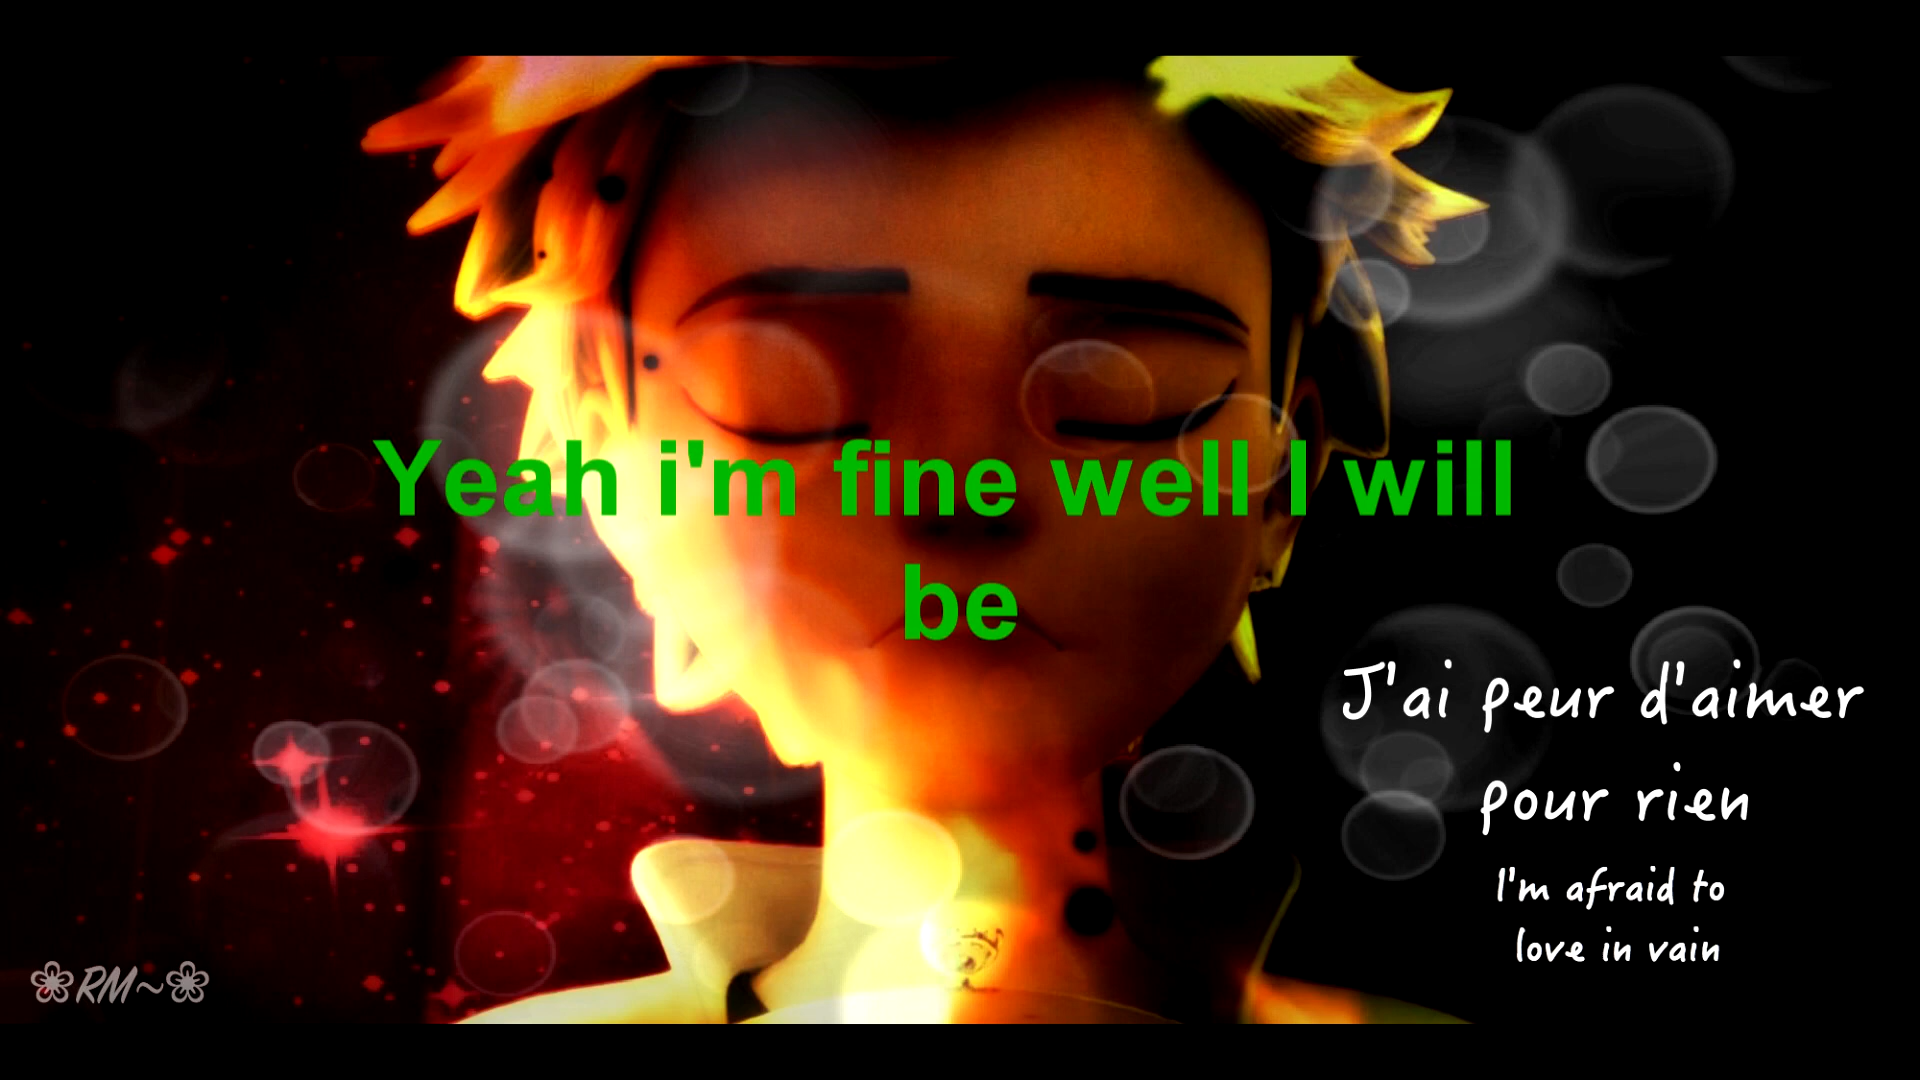 Yeah i'm fine well I will
be
J'ai peur d'aimer
pour rien
I'm afraid to
love in vain
❀RM~❀